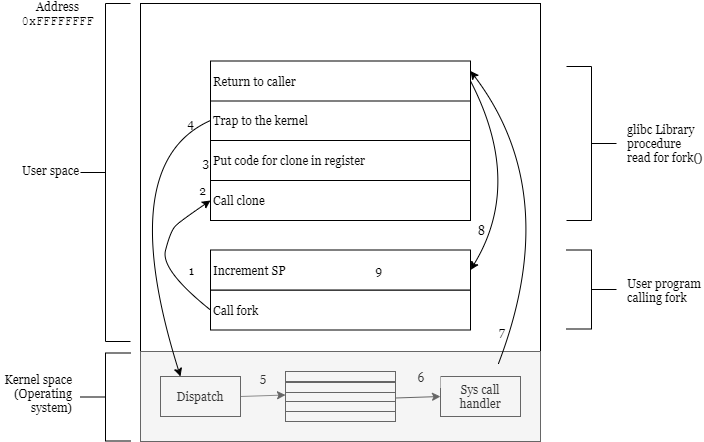 Address
0xFFFFFFFF
Return to caller
4
Trap to the kernel
glibc Library
procedure
read for fork()
User space
3
Put code for clone in register
2
Call clone
8
1
Increment SP
9
User program
calling fork
Call fork
7
Kernel space
(Operating
system)
Dispatch
5
6
Sys call
handler